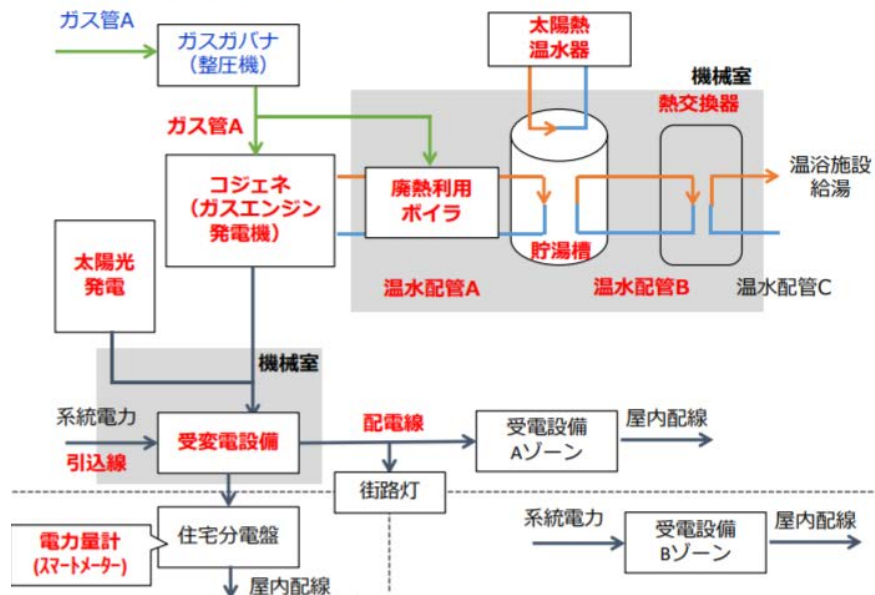 ガス管A
ガスガバナ
（整圧機）
太陽熱
温水器
機械室
熱交換器
ガス管A
コジェネ
（ガスエンジン
発電機）
廃熱利用
ボイラ
温浴施設
給湯
貯湯槽
太陽光
発電
温水配管A
温水配管B
温水配管C
機械室
系統電力
引込線
受変電設備
配電線
受電設備
Aゾーン
屋内配線
街路灯
電力量計
(スマートメーター)
住宅分電盤
屋内配線
系統電力
受電設備
Bゾーン
屋内配線